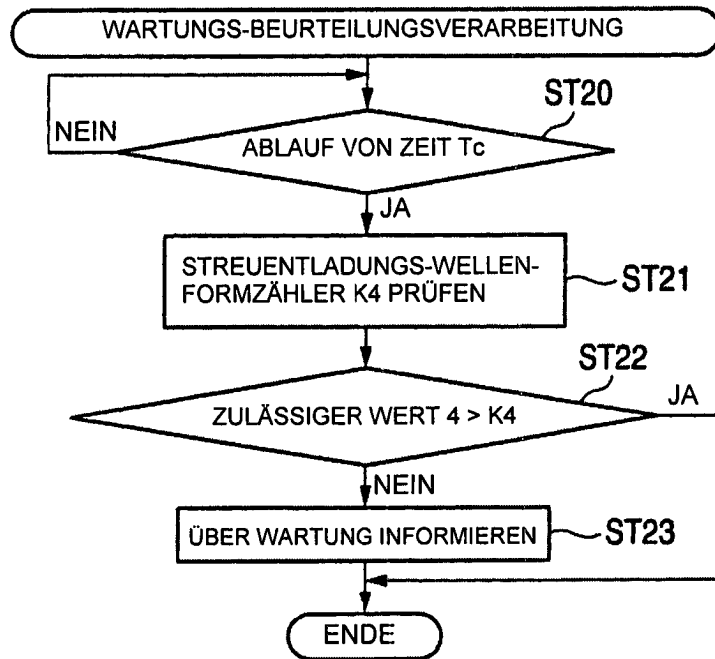 WARTUNGS-BEURTEILUNGSVERARBEITUNG
ST20
NEIN
ABLAUF VON ZEIT Tc
JA
STREUENTLADUNGS-WELLEN-
FORMZÄHLER K4 PRÜFEN
ST21
ST22
ZULÄSSIGER WERT 4 > K4
JA
NEIN
ÜBER WARTUNG INFORMIEREN
ST23
ENDE